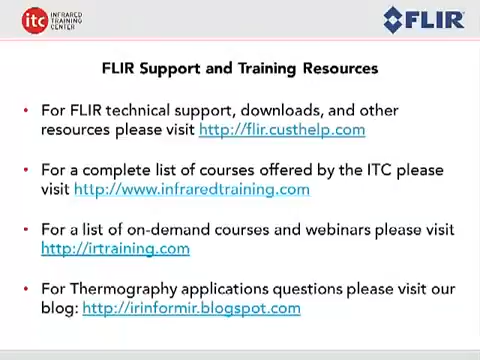 itc INFRARED TRAINING CENTER
FLIR
FLIR Support and Training Resources
• For FLIR technical support, downloads, and other
resources please visit http://flir.custhelp.com
• For a complete list of courses offered by the ITC please
visit http://www.infraredtraining.com
• For a list of on-demand courses and webinars please visit
http://irtraining.com
• For Thermography applications questions please visit our
blog: http://irinformir.blogspot.com